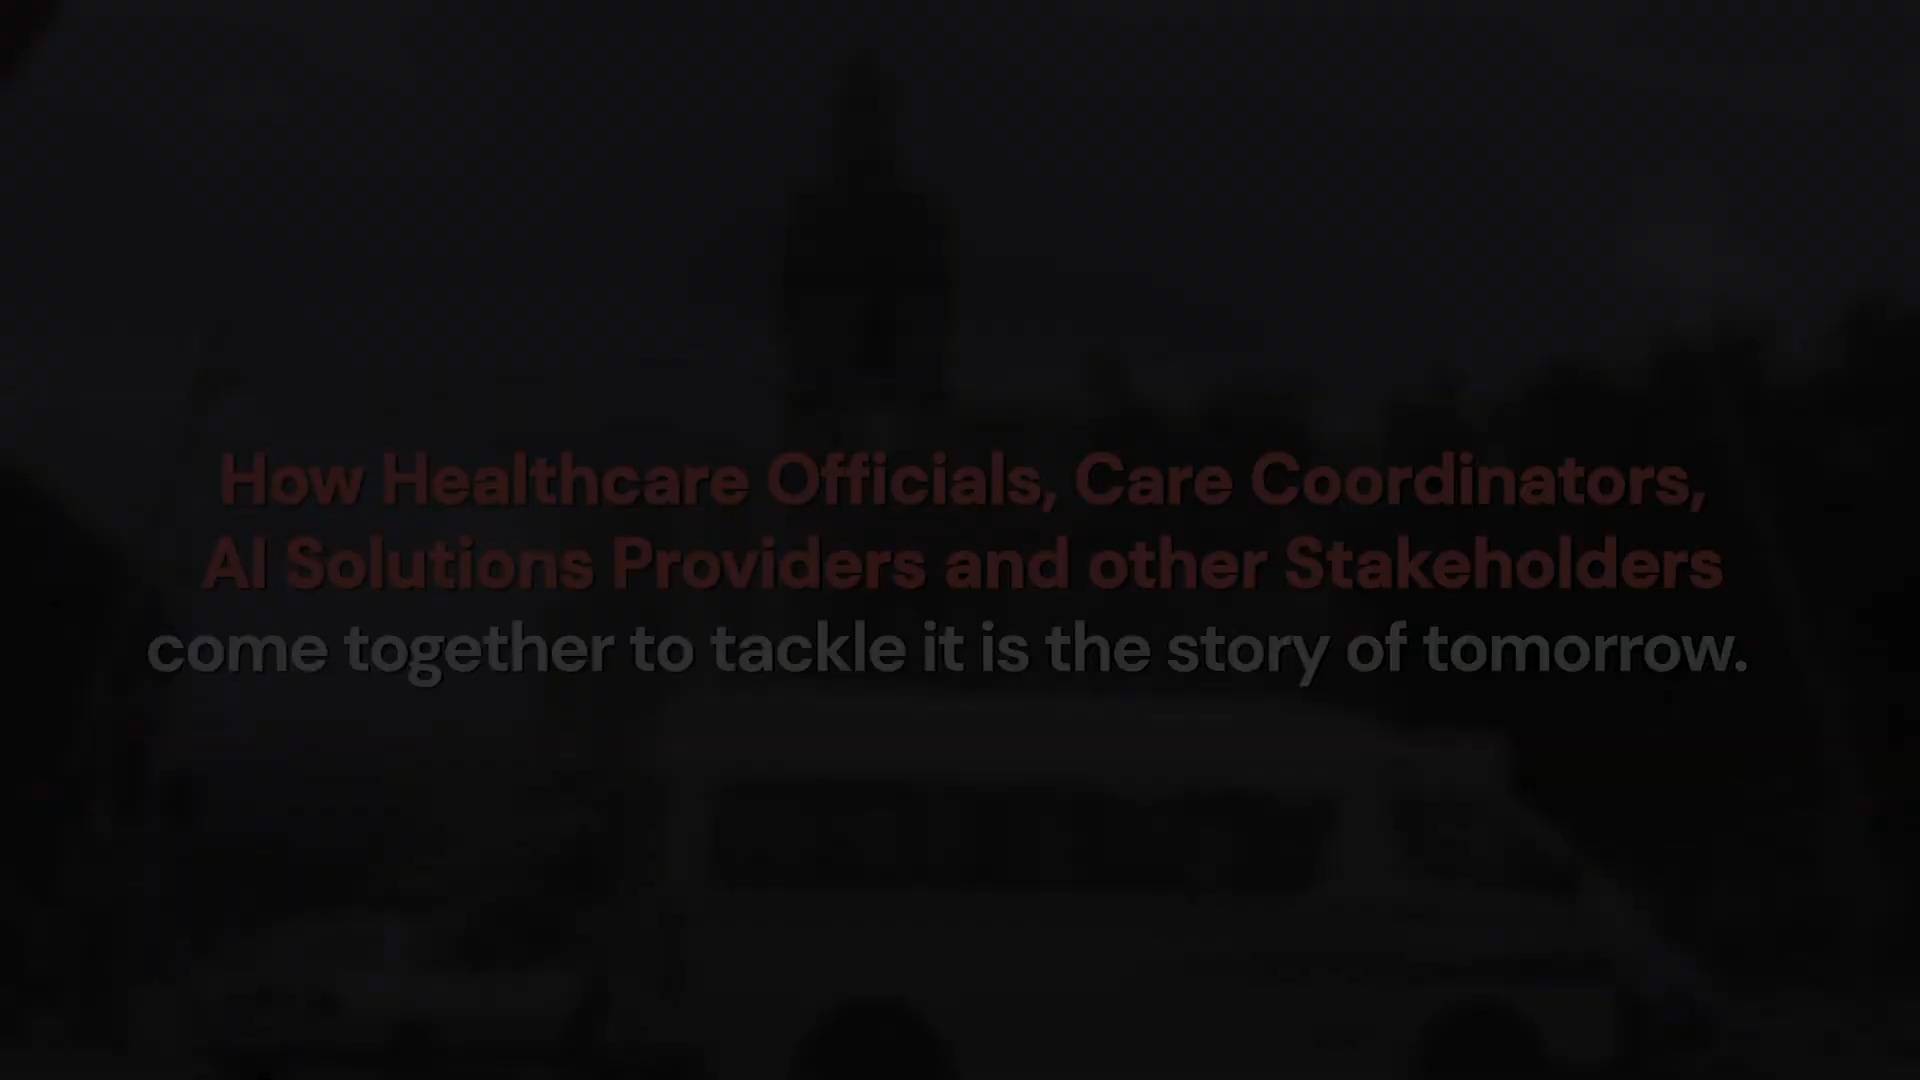 How Healthcare Officials, Care Coordinators,
AI Solutions Providers and other Stakeholders
come together to tackle it is the story of tomorrow.